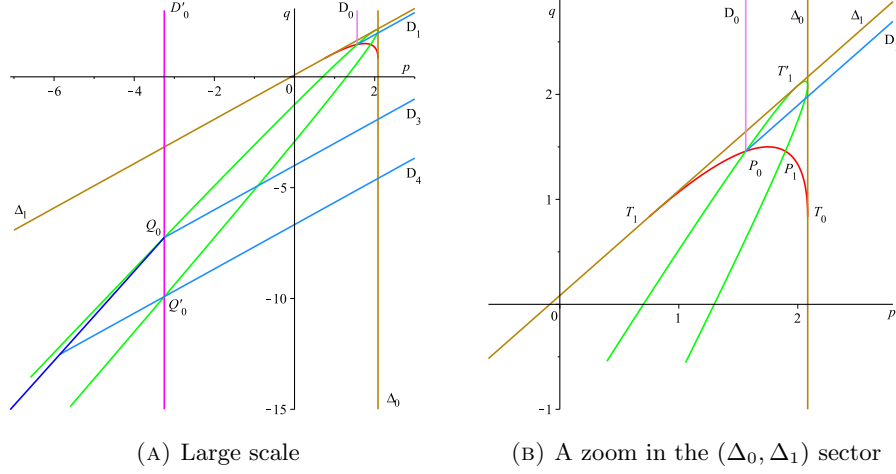 D′₀ q D₀ D₁
p
−6 −4 −2 0 2
D₃
−5
D₄
Δ₁
Q₀
−10
Q′₀
−15 Δ₀
(A) Large scale
q D₀ Δ₀ Δ₁
D
T′₁
2
P₀ P₁
T₁ T₀
1
0 1 2 p
−1
(B) A zoom in the (Δ₀, Δ₁) sector